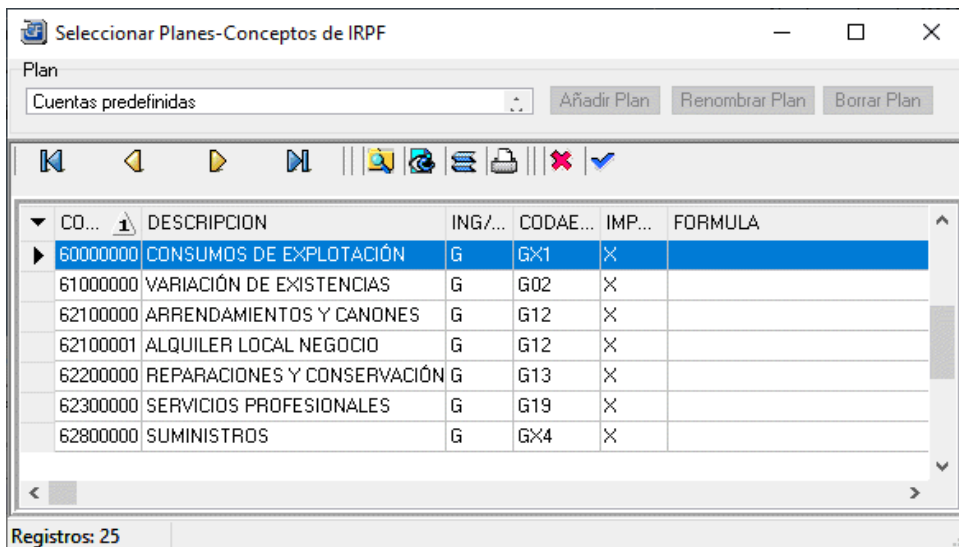 Seleccionar Planes-Conceptos de IRPF
Plan
Cuentas predefinidas Añadir Plan Renombrar Plan Borrar Plan
CO... 1 DESCRIPCION ING/... CODAE... IMP... FORMULA
60000000 CONSUMOS DE EXPLOTACIÓN G GX1 X
61000000 VARIACIÓN DE EXISTENCIAS G G02 X
62100000 ARRENDAMIENTOS Y CANONES G G12 X
62100001 ALQUILER LOCAL NEGOCIO G G12 X
62200000 REPARACIONES Y CONSERVACIÓN G G13 X
62300000 SERVICIOS PROFESIONALES G G19 X
62800000 SUMINISTROS G GX4 X
Registros: 25